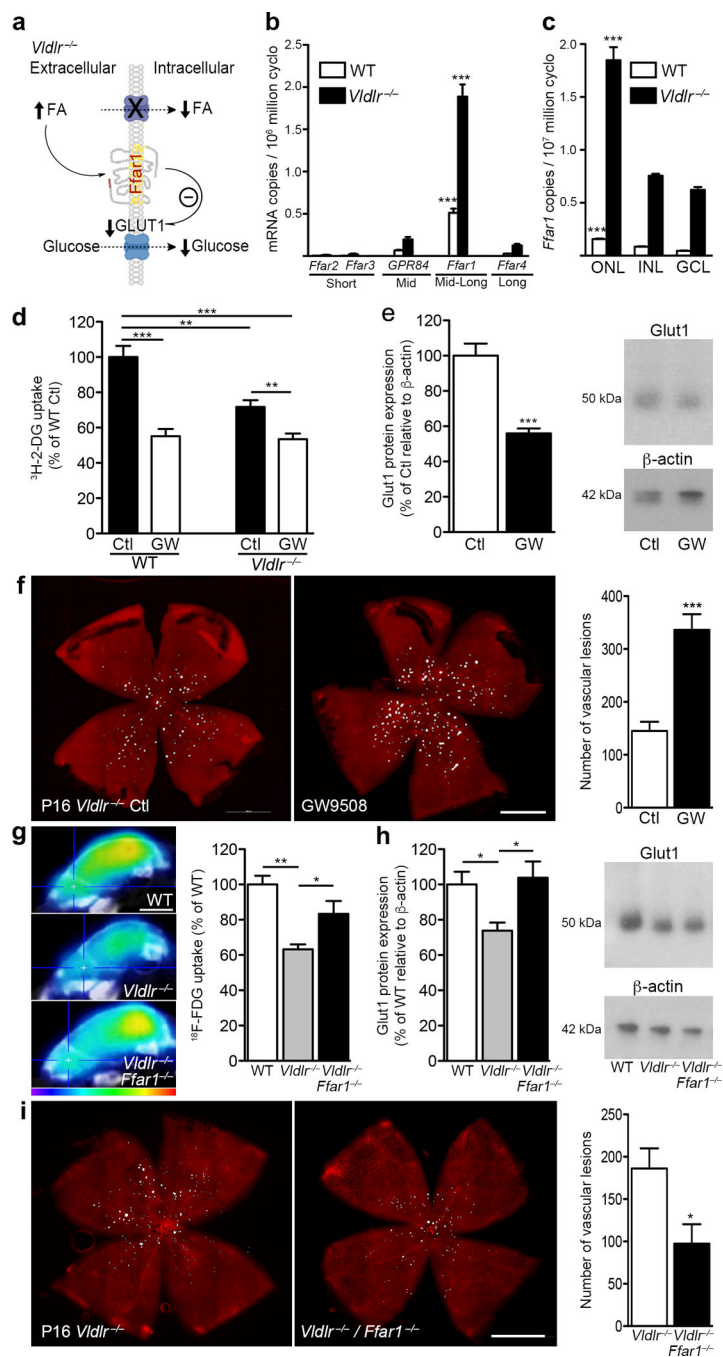 a
Vldlr–/–
Extracellular Intracellular
FA X FA
Ffar1
–
GLUT1
Glucose Glucose
b
mRNA copies / 10⁶ million cyclo
2.5
2.0
1.5
1.0
0.5
WT
Vldlr–/–
***
***
Ffar2 Ffar3 GPR84 Ffar1 Ffar4
Short Mid Mid-Long Long
c
Ffar1 copies / 10⁷ million cyclo
2.0
1.5
1.0
0.5
***
WT
Vldlr–/–
***
ONL INL GCL
d
³H-2-DG uptake
(% of WT Ctl)
100
80
60
40
20
0
***
**
***
**
Ctl GW Ctl GW
WT Vldlr–/–
e
Glut1 protein expression
(% of Ctl relative to β-actin)
120
100
80
60
40
20
0
***
Ctl GW
Glut1
50 kDa
β-actin
42 kDa
Ctl GW
f
P16 Vldlr–/– Ctl
GW9508
Number of vascular lesions
400
300
200
100
0
***
Ctl GW
g
WT
Vldlr–/–
Vldlr–/–
Ffar1–/–
¹⁸F-FDG uptake (% of WT)
120
100
80
60
40
20
0
**
*
WT Vldlr–/– Vldlr–/–
Ffar1–/–
h
Glut1 protein expression
(% of WT relative to β-actin)
120
100
80
60
40
20
0
*
*
WT Vldlr–/– Vldlr–/–
Ffar1–/–
Glut1
50 kDa
β-actin
42 kDa
WT Vldlr–/– Vldlr–/–
Ffar1–/–
i
P16 Vldlr–/–
Vldlr–/– / Ffar1–/–
Number of vascular lesions
250
200
150
100
50
0
*
Vldlr–/– Vldlr–/–
Ffar1–/–